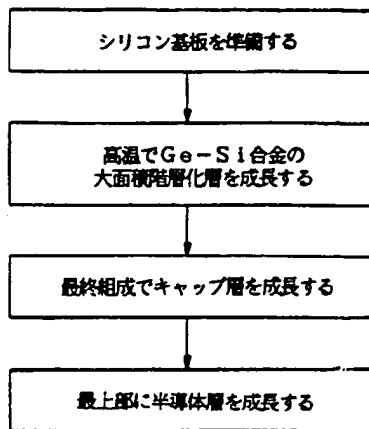 シリコン基板を準備する
高温でGe－Si合金の
大面積階層化層を成長する
最終組成でキャップ層を成長する
最上部に半導体層を成長する